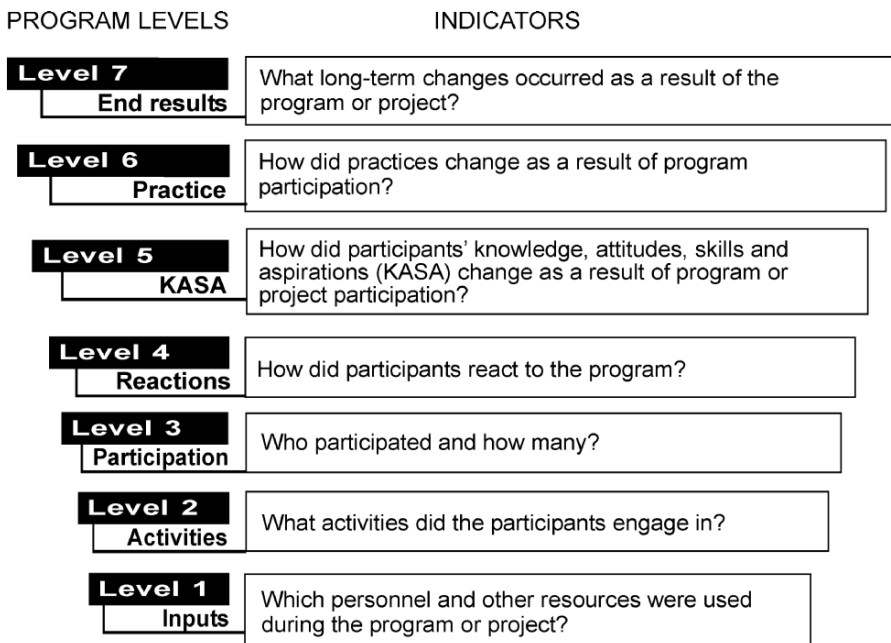 PROGRAM LEVELS INDICATORS
Level 7
End results
What long-term changes occurred as a result of the
program or project?
Level 6
Practice
How did practices change as a result of program
participation?
Level 5
KASA
How did participants’ knowledge, attitudes, skills and
aspirations (KASA) change as a result of program or
project participation?
Level 4
Reactions
How did participants react to the program?
Level 3
Participation
Who participated and how many?
Level 2
Activities
What activities did the participants engage in?
Level 1
Inputs
Which personnel and other resources were used
during the program or project?